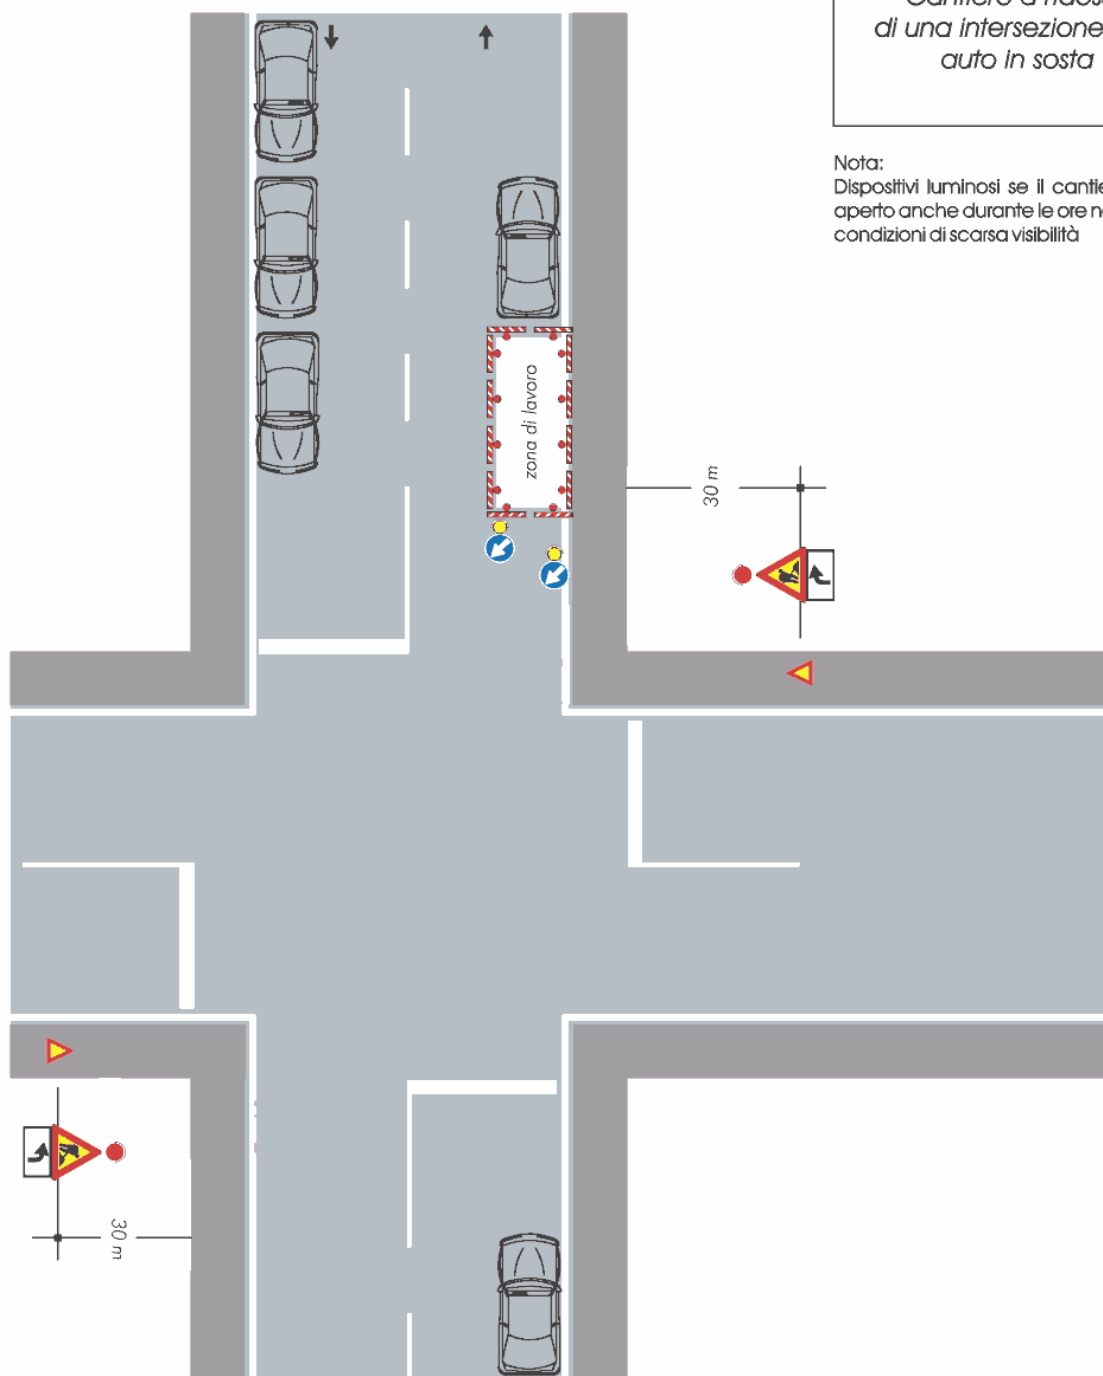 di una intersezione
auto in sosta
Nota:
Dispositivi luminosi se il
aperto anche durante le ore
condizioni di scarsa visibilità
zona di lavoro
30 m
30 m